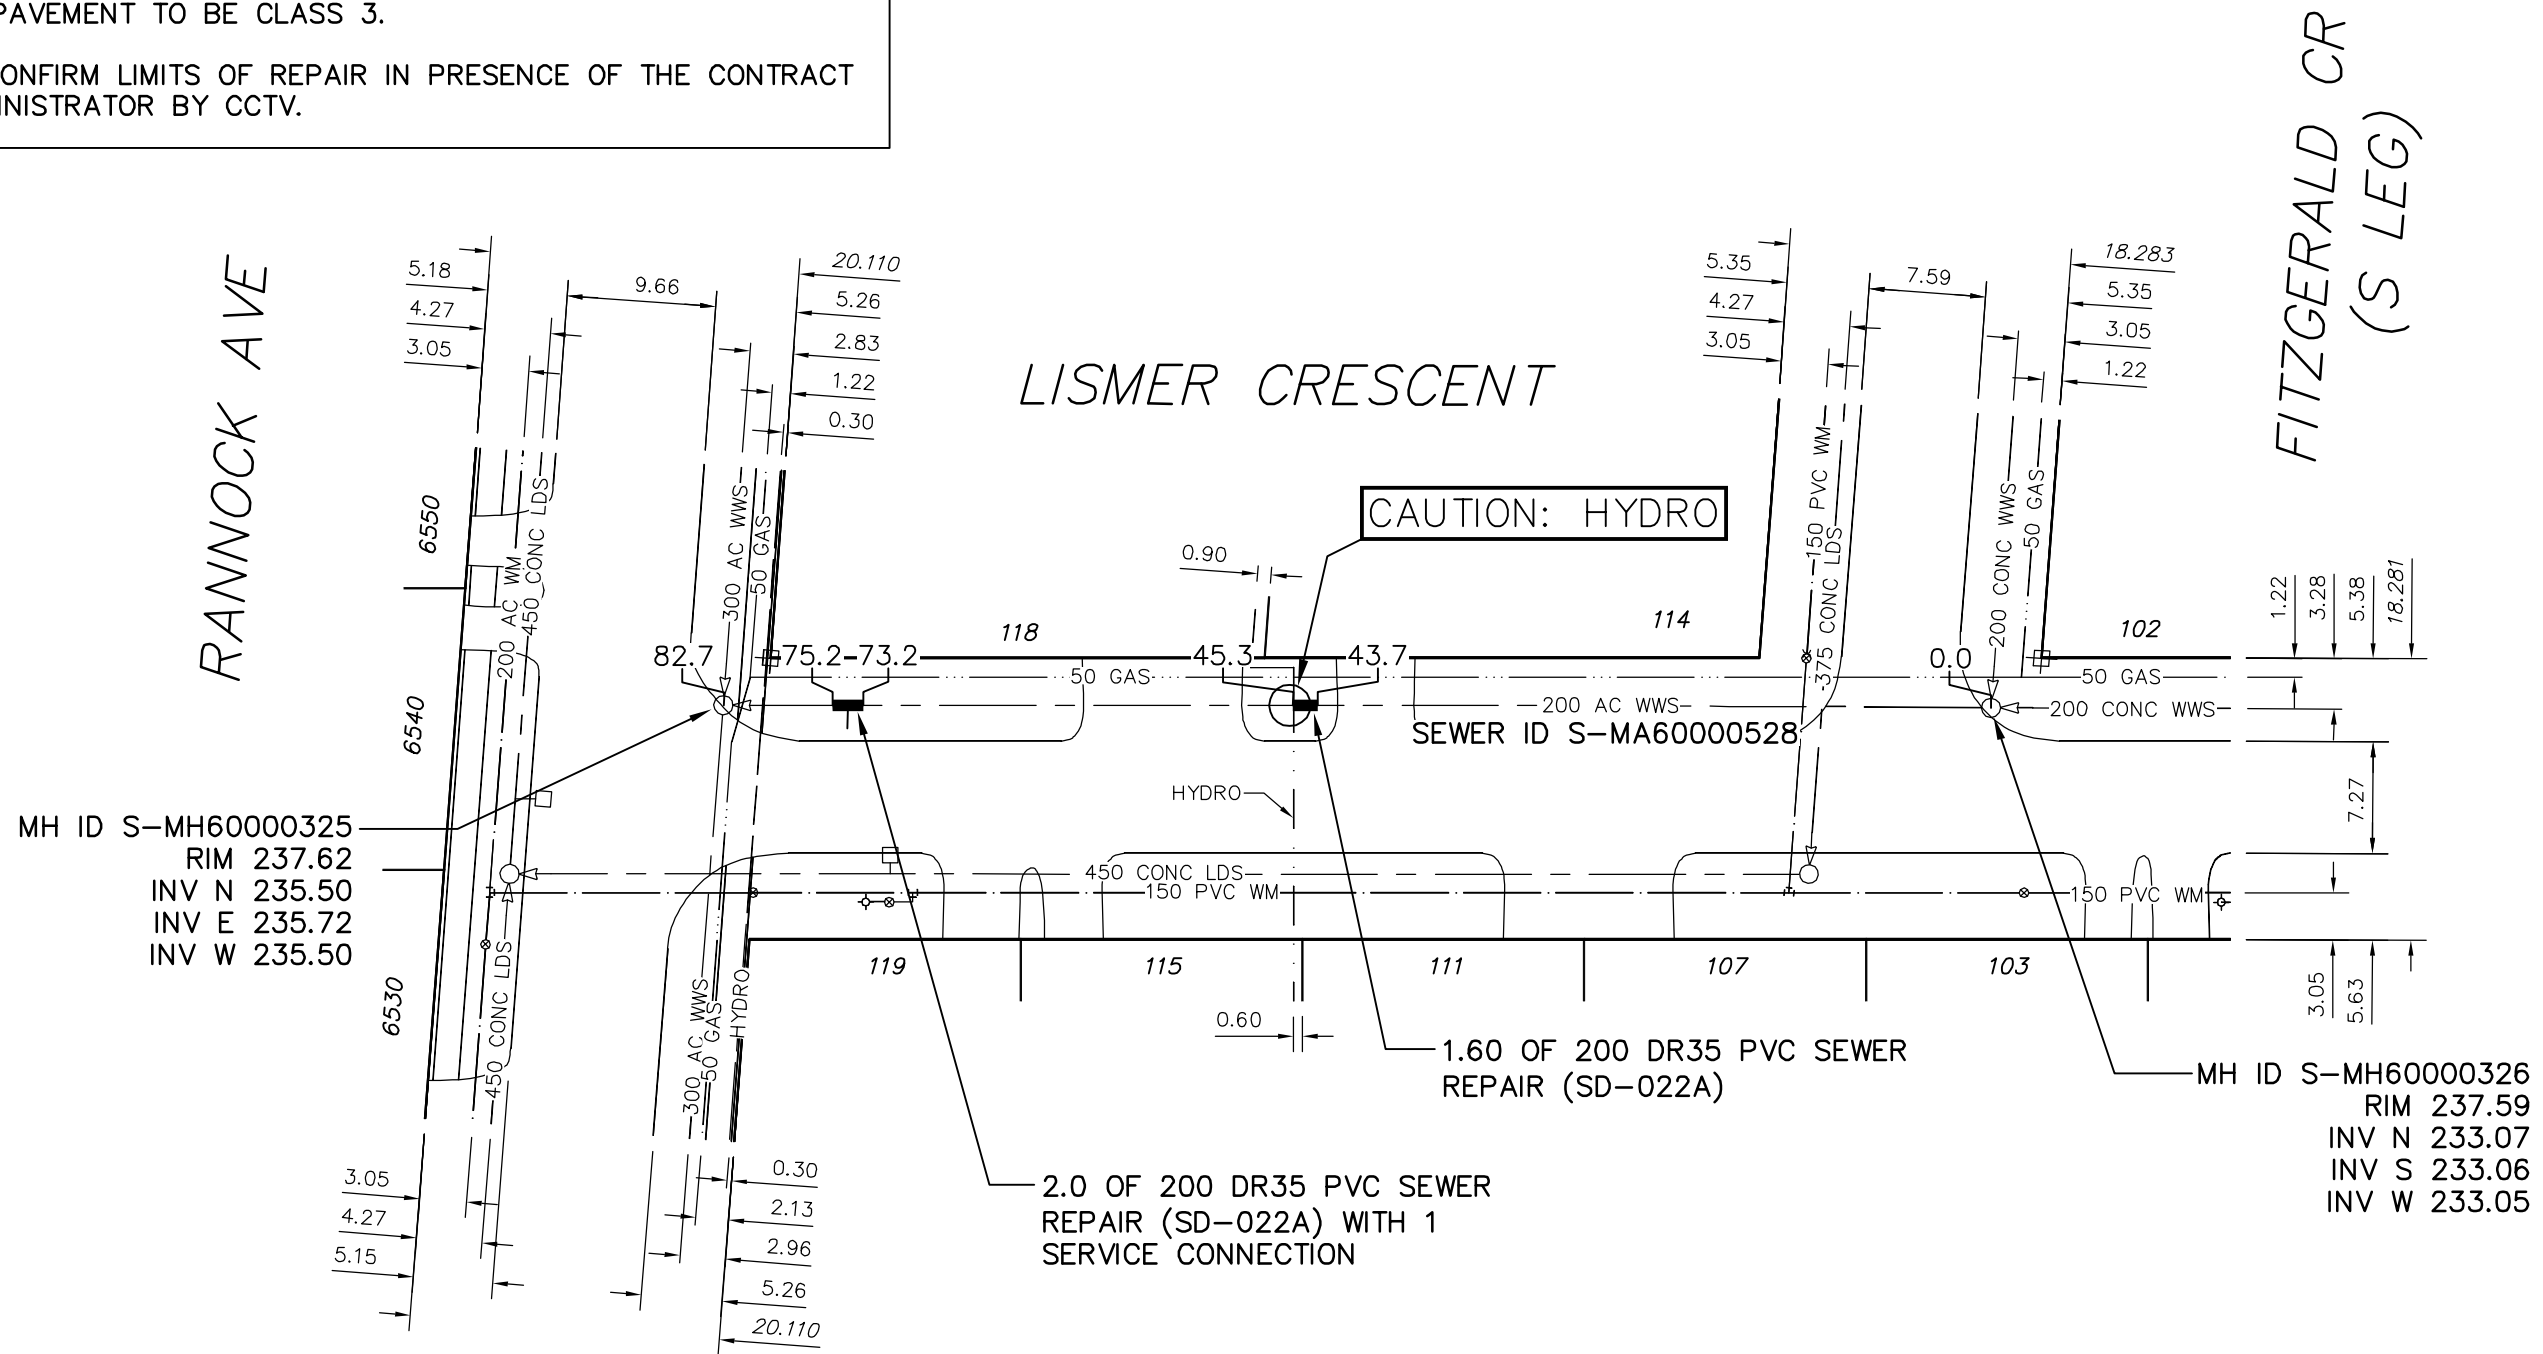 PAVEMENT TO BE CLASS 3.
ONFIRM LIMITS OF REPAIR IN PRESENCE OF THE CONTRACT
INISTRATOR BY CCTV.
FITZGERALD CR
(S LEG)
RANNOCK AVE
LISMER CRESCENT
5.18
4.27
3.05
9.66
20.110
5.26
2.83
1.22
0.30
5.35
4.27
3.05
7.59
18.283
5.35
3.05
1.22
CAUTION: HYDRO
0.90
6550
6540
6530
200 AC WM
450 CONC LDS
300 AC WWS
50 GAS
150 PVC WM
375 CONC LDS
200 CONC WWS
50 GAS
1.22
3.28
5.38
18.281
118
114
102
82.7
75.2
73.2
45.3
43.7
0.0
50 GAS
50 GAS
200 AC WWS
200 CONC WWS
SEWER ID S-MA60000528
HYDRO
7.27
MH ID S-MH60000325
RIM 237.62
INV N 235.50
INV E 235.72
INV W 235.50
450 CONC LDS
150 PVC WM
150 PVC WM
119
115
111
107
103
450 CONC LDS
300 AC WWS
50 GAS
HYDRO
3.05
5.63
0.60
1.60 OF 200 DR35 PVC SEWER
REPAIR (SD-022A)
MH ID S-MH60000326
RIM 237.59
INV N 233.07
INV S 233.06
INV W 233.05
2.0 OF 200 DR35 PVC SEWER
REPAIR (SD-022A) WITH 1
SERVICE CONNECTION
3.05
4.27
5.15
0.30
2.13
2.96
5.26
20.110